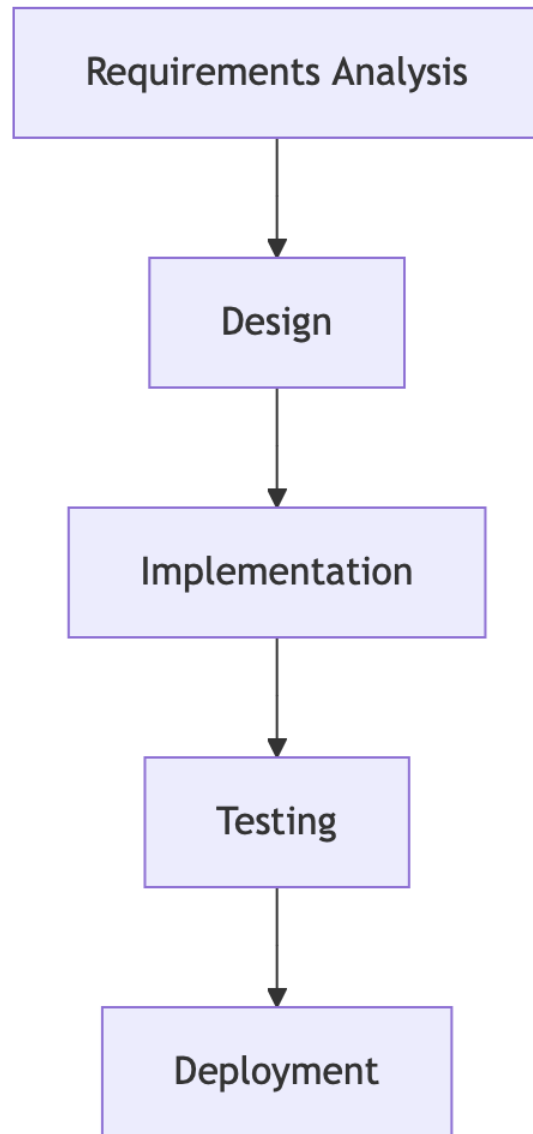 Requirements Analysis
Design
Implementation
Testing
Deployment